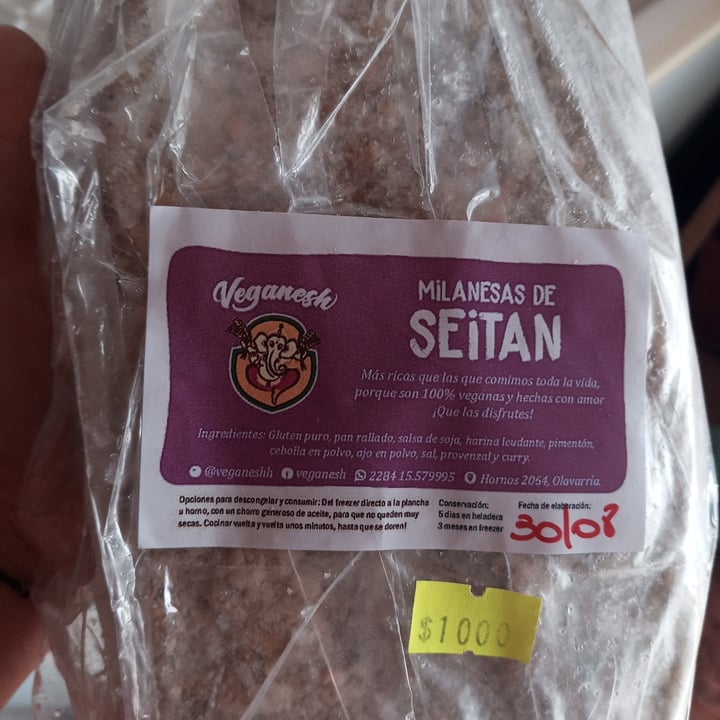 Veganesh
MiLANESAS DE
SEiTAN
Más ricas que las que comimos toda la vida,
porque son 100% veganas y hechas con amor
¡Que las disfrutes!
Ingredientes: Gluten puro, pan rallado, salsa de soja, harina leudante, pimentón,
cebolla en polvo, ajo en polvo, sal, provenzal y curry.
@veganeshh veganesh 2284 15.579995 Hornos 2064, Olavarría.
Opciones para descongelar y consumir: Del freezer directo a la plancha
u horno, con un chorro generoso de aceite, para que no queden muy
secas. Cocinar vuelta y vuelta unos minutos, hasta que se doren!
Conservación:
5 dias en heladera
3 meses en freezer
Fecha de elaboración:
30/08
$1000